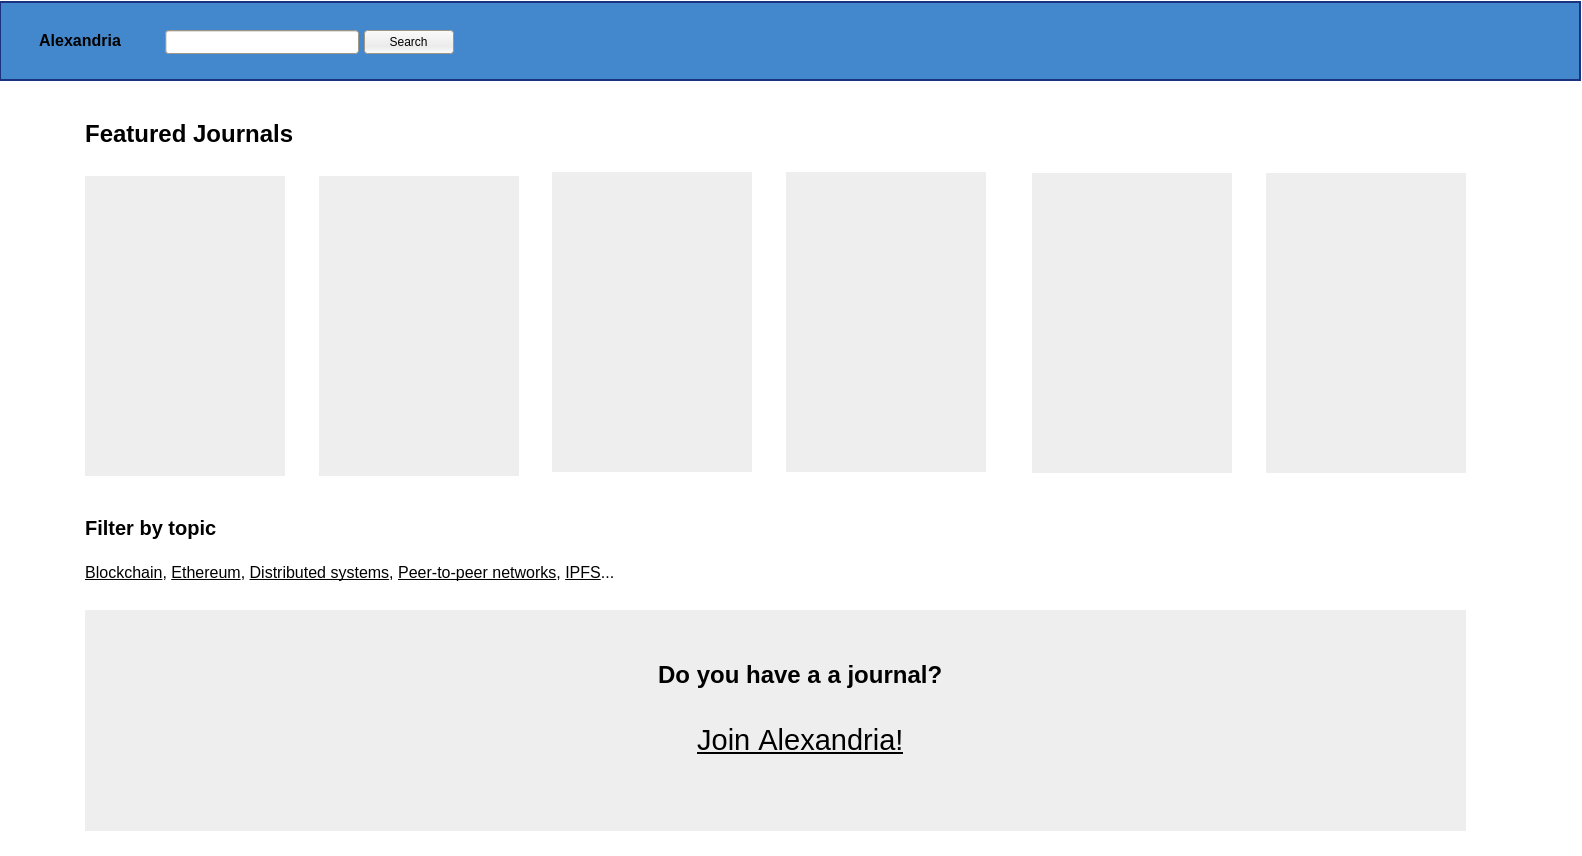 Alexandria Search
Featured Journals
Filter by topic
Blockchain, Ethereum, Distributed systems, Peer-to-peer networks, IPFS...
Do you have a a journal?
Join Alexandria!